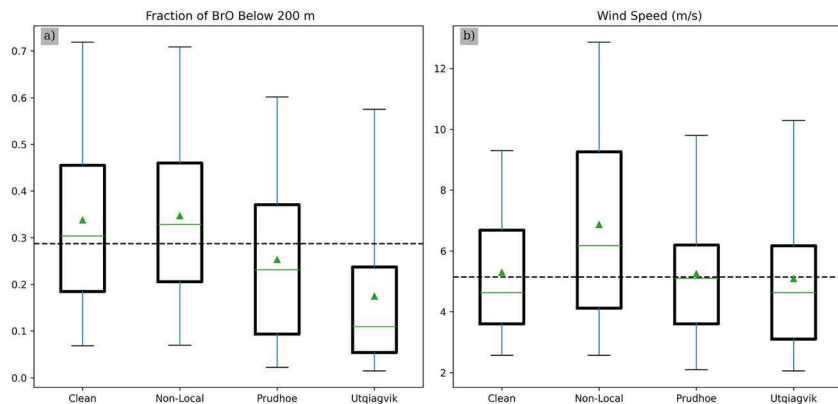 Fraction of BrO Below 200 m
a)
0.7
0.6
0.5
0.4
0.3
0.2
0.1
0.0
Clean Non-Local Prudhoe Utqiagvik
Wind Speed (m/s)
b)
12
10
8
6
4
2
Clean Non-Local Prudhoe Utqiagvik